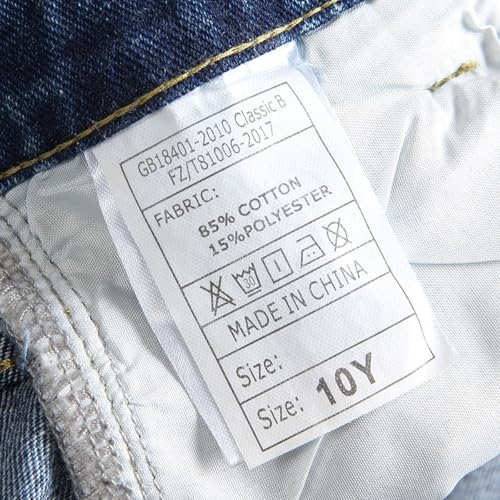 GB18401-2010 Classic B
FZ/T81006-2017
FABRIC:
85% COTTON
15%POLYESTER
30
MADE IN CHINA
Size:
Size: 10Y